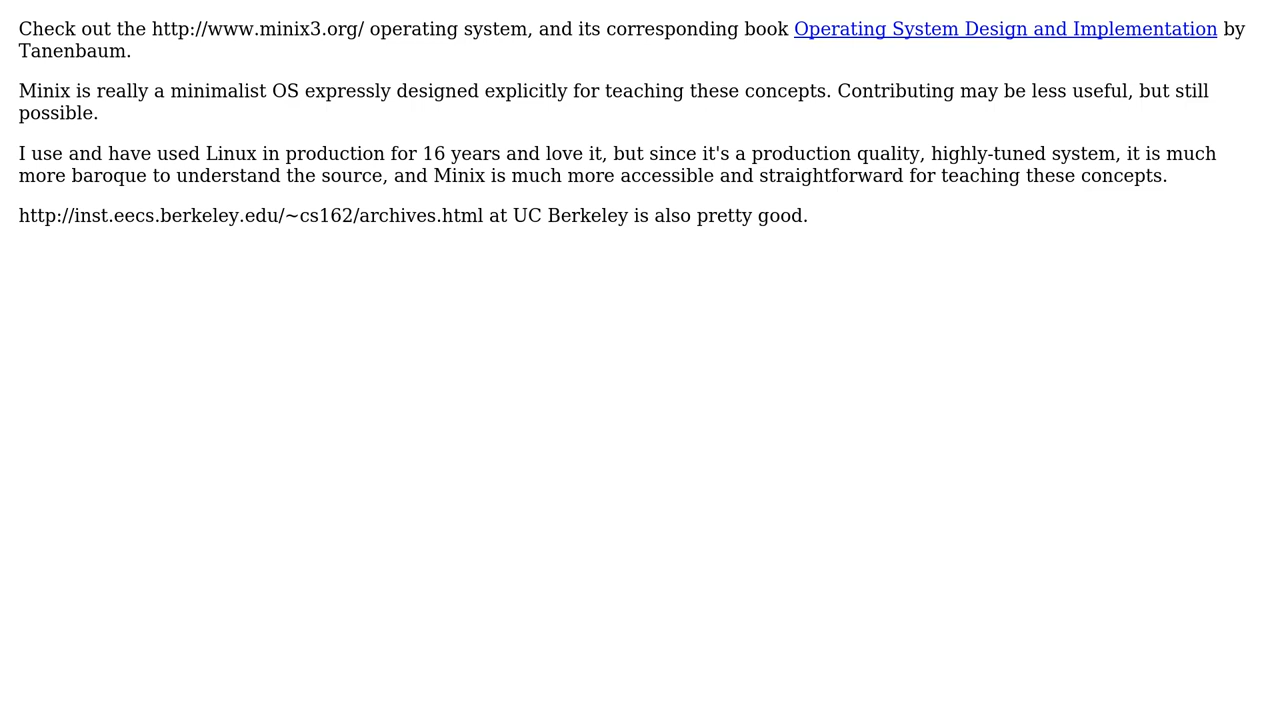 Check out the http://www.minix3.org/ operating system, and its corresponding book Operating System Design and Implementation by
Tanenbaum.
Minix is really a minimalist OS expressly designed explicitly for teaching these concepts. Contributing may be less useful, but still
possible.
I use and have used Linux in production for 16 years and love it, but since it's a production quality, highly-tuned system, it is much
more baroque to understand the source, and Minix is much more accessible and straightforward for teaching these concepts.
http://inst.eecs.berkeley.edu/~cs162/archives.html at UC Berkeley is also pretty good.